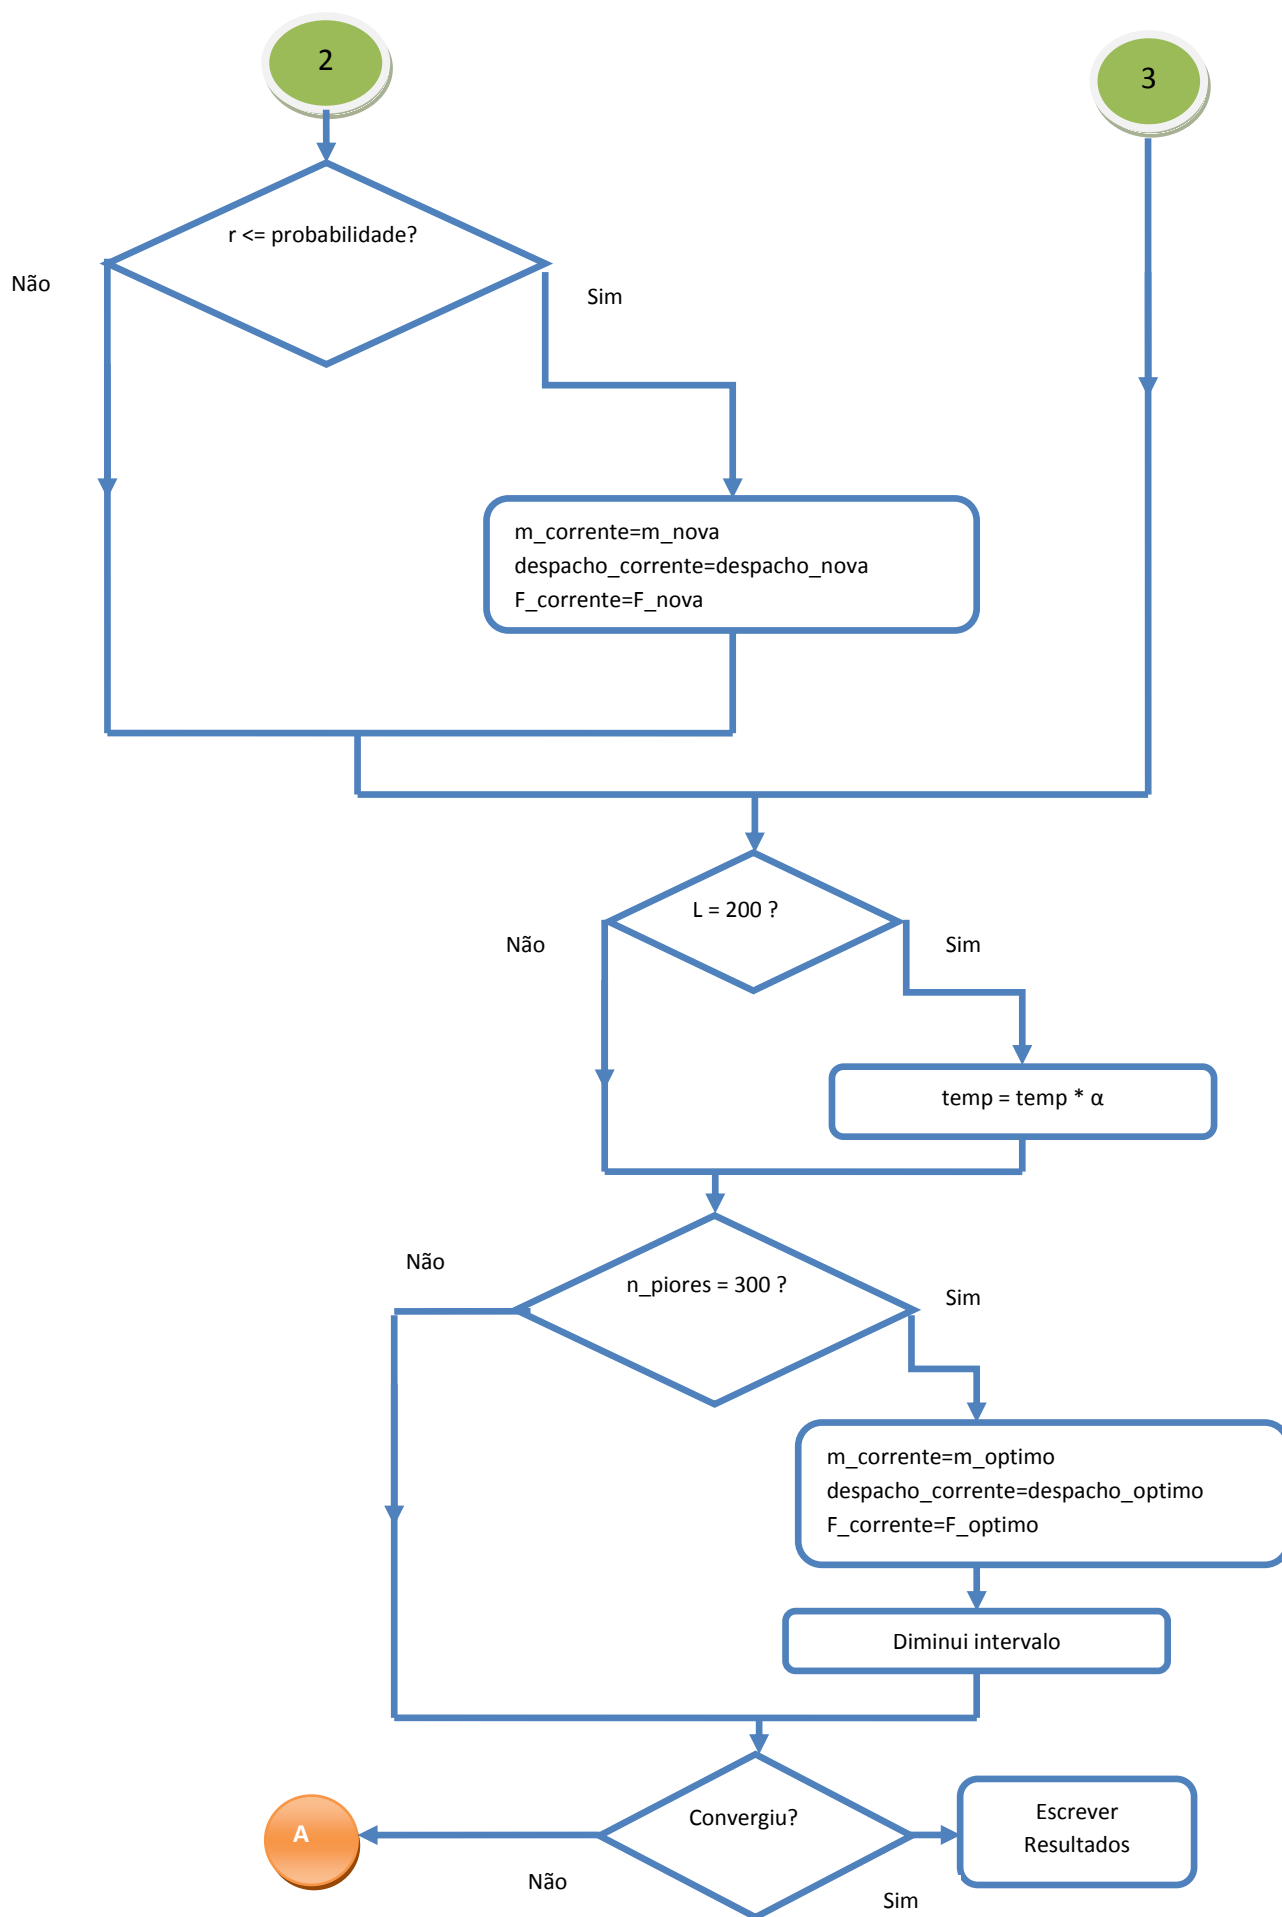 2
3
r <= probabilidade?
Não
Sim
m_corrente=m_nova
despacho_corrente=despacho_nova
F_corrente=F_nova
L = 200 ?
Não
Sim
temp = temp * α
n_piores = 300 ?
Não
Sim
m_corrente=m_optimo
despacho_corrente=despacho_optimo
F_corrente=F_optimo
Diminui intervalo
Convergiu?
A
Escrever
Resultados
Não
Sim